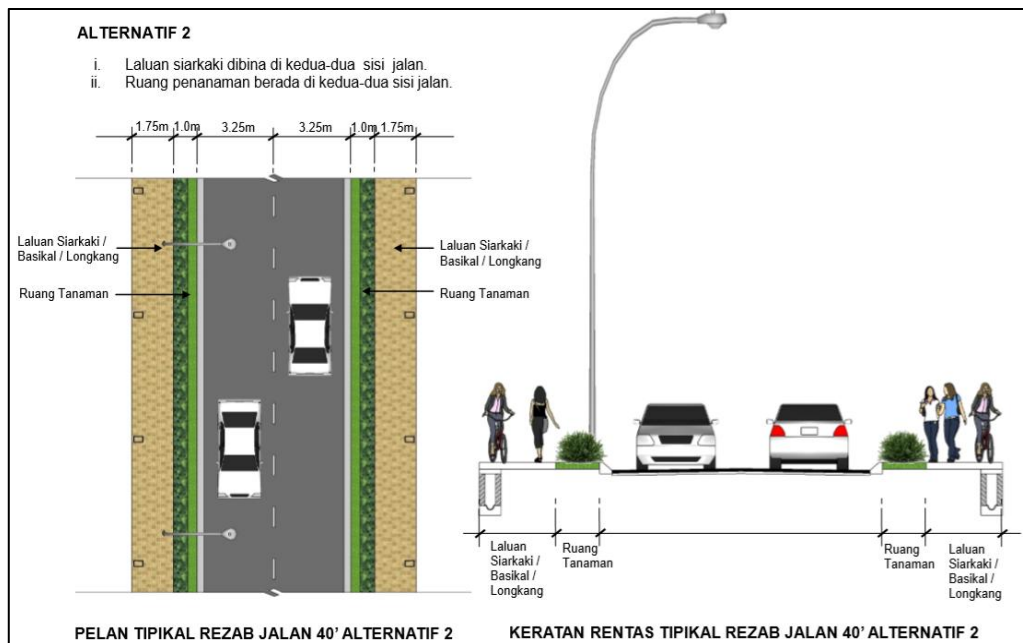 ALTERNATIF 2
i. Laluan siarkaki dibina di kedua-dua sisi jalan.
ii. Ruang penanaman berada di kedua-dua sisi jalan.
1.75m 1.0m 3.25m 3.25m 1.0m 1.75m
Laluan Siarkaki /
Basikal / Longkang
Ruang Tanaman
Laluan Siarkaki /
Basikal / Longkang
Ruang Tanaman
PELAN TIPIKAL REZAB JALAN 40' ALTERNATIF 2
Laluan
Siarkaki /
Basikal /
Longkang
Ruang
Tanaman
Ruang
Tanaman
Laluan
Siarkaki /
Basikal /
Longkang
KERATAN RENTAS TIPIKAL REZAB JALAN 40' ALTERNATIF 2